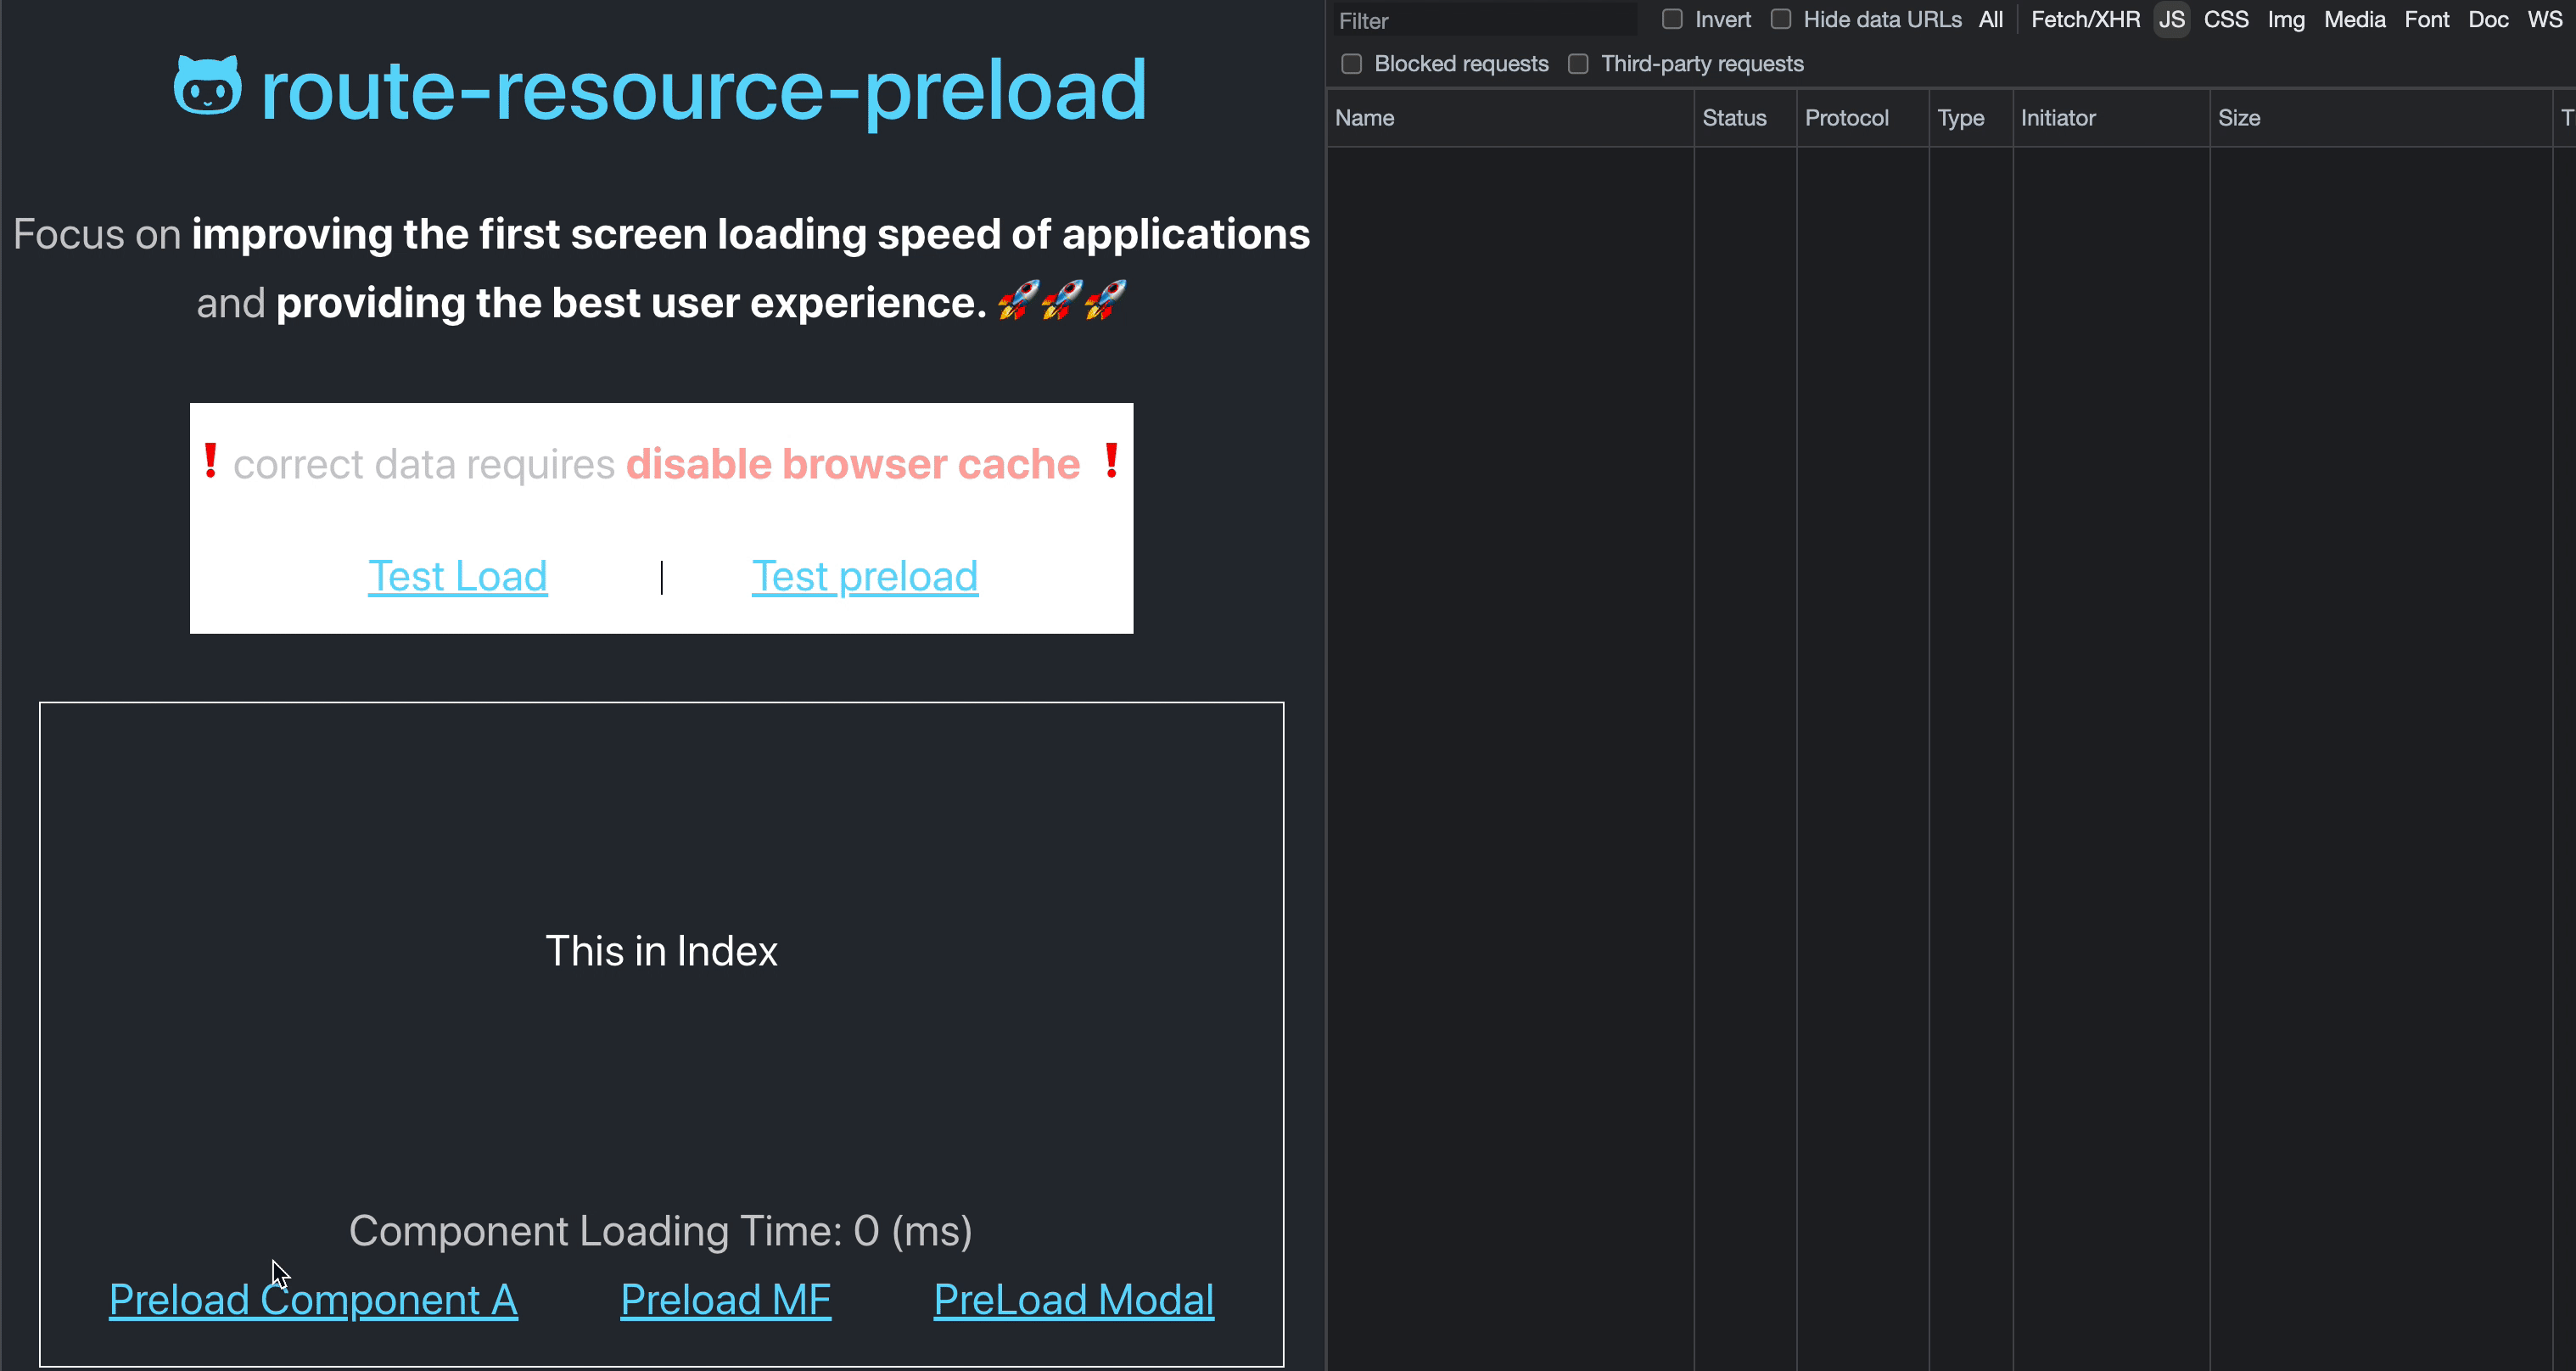 route-resource-preload
Focus on improving the first screen loading speed of applications
and providing the best user experience. 🚀🚀🚀
❗ correct data requires disable browser cache ❗
Test Load | Test preload
This in Index
Component Loading Time: 0 (ms)
Preload Component A Preload MF PreLoad Modal
Filter Invert Hide data URLs All Fetch/XHR JS CSS Img Media Font Doc WS
Blocked requests Third-party requests
Name Status Protocol Type Initiator Size